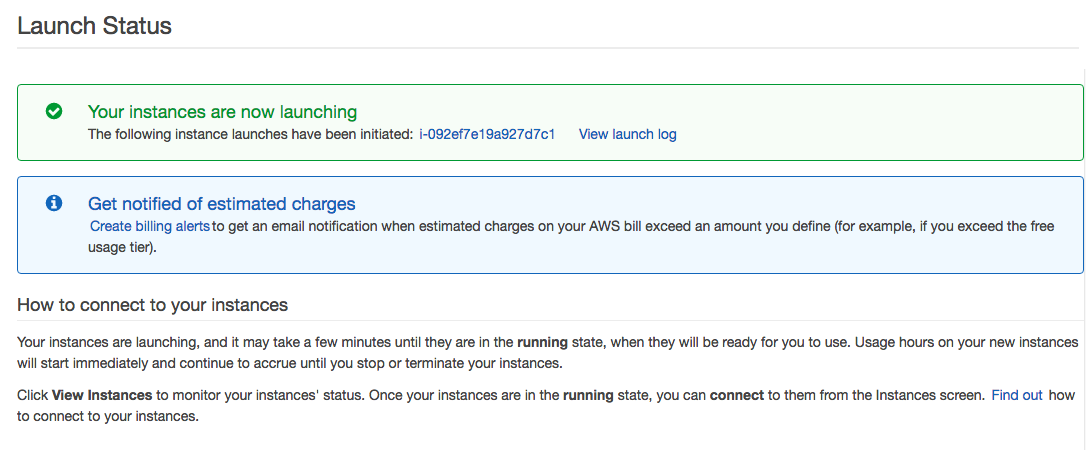 Launch Status
Your instances are now launching
The following instance launches have been initiated: i-092ef7e19a927d7c1 View launch log
Get notified of estimated charges
Create billing alerts to get an email notification when estimated charges on your AWS bill exceed an amount you define (for example, if you exceed the free
usage tier).
How to connect to your instances
Your instances are launching, and it may take a few minutes until they are in the running state, when they will be ready for you to use. Usage hours on your new instances
will start immediately and continue to accrue until you stop or terminate your instances.
Click View Instances to monitor your instances' status. Once your instances are in the running state, you can connect to them from the Instances screen. Find out how
to connect to your instances.